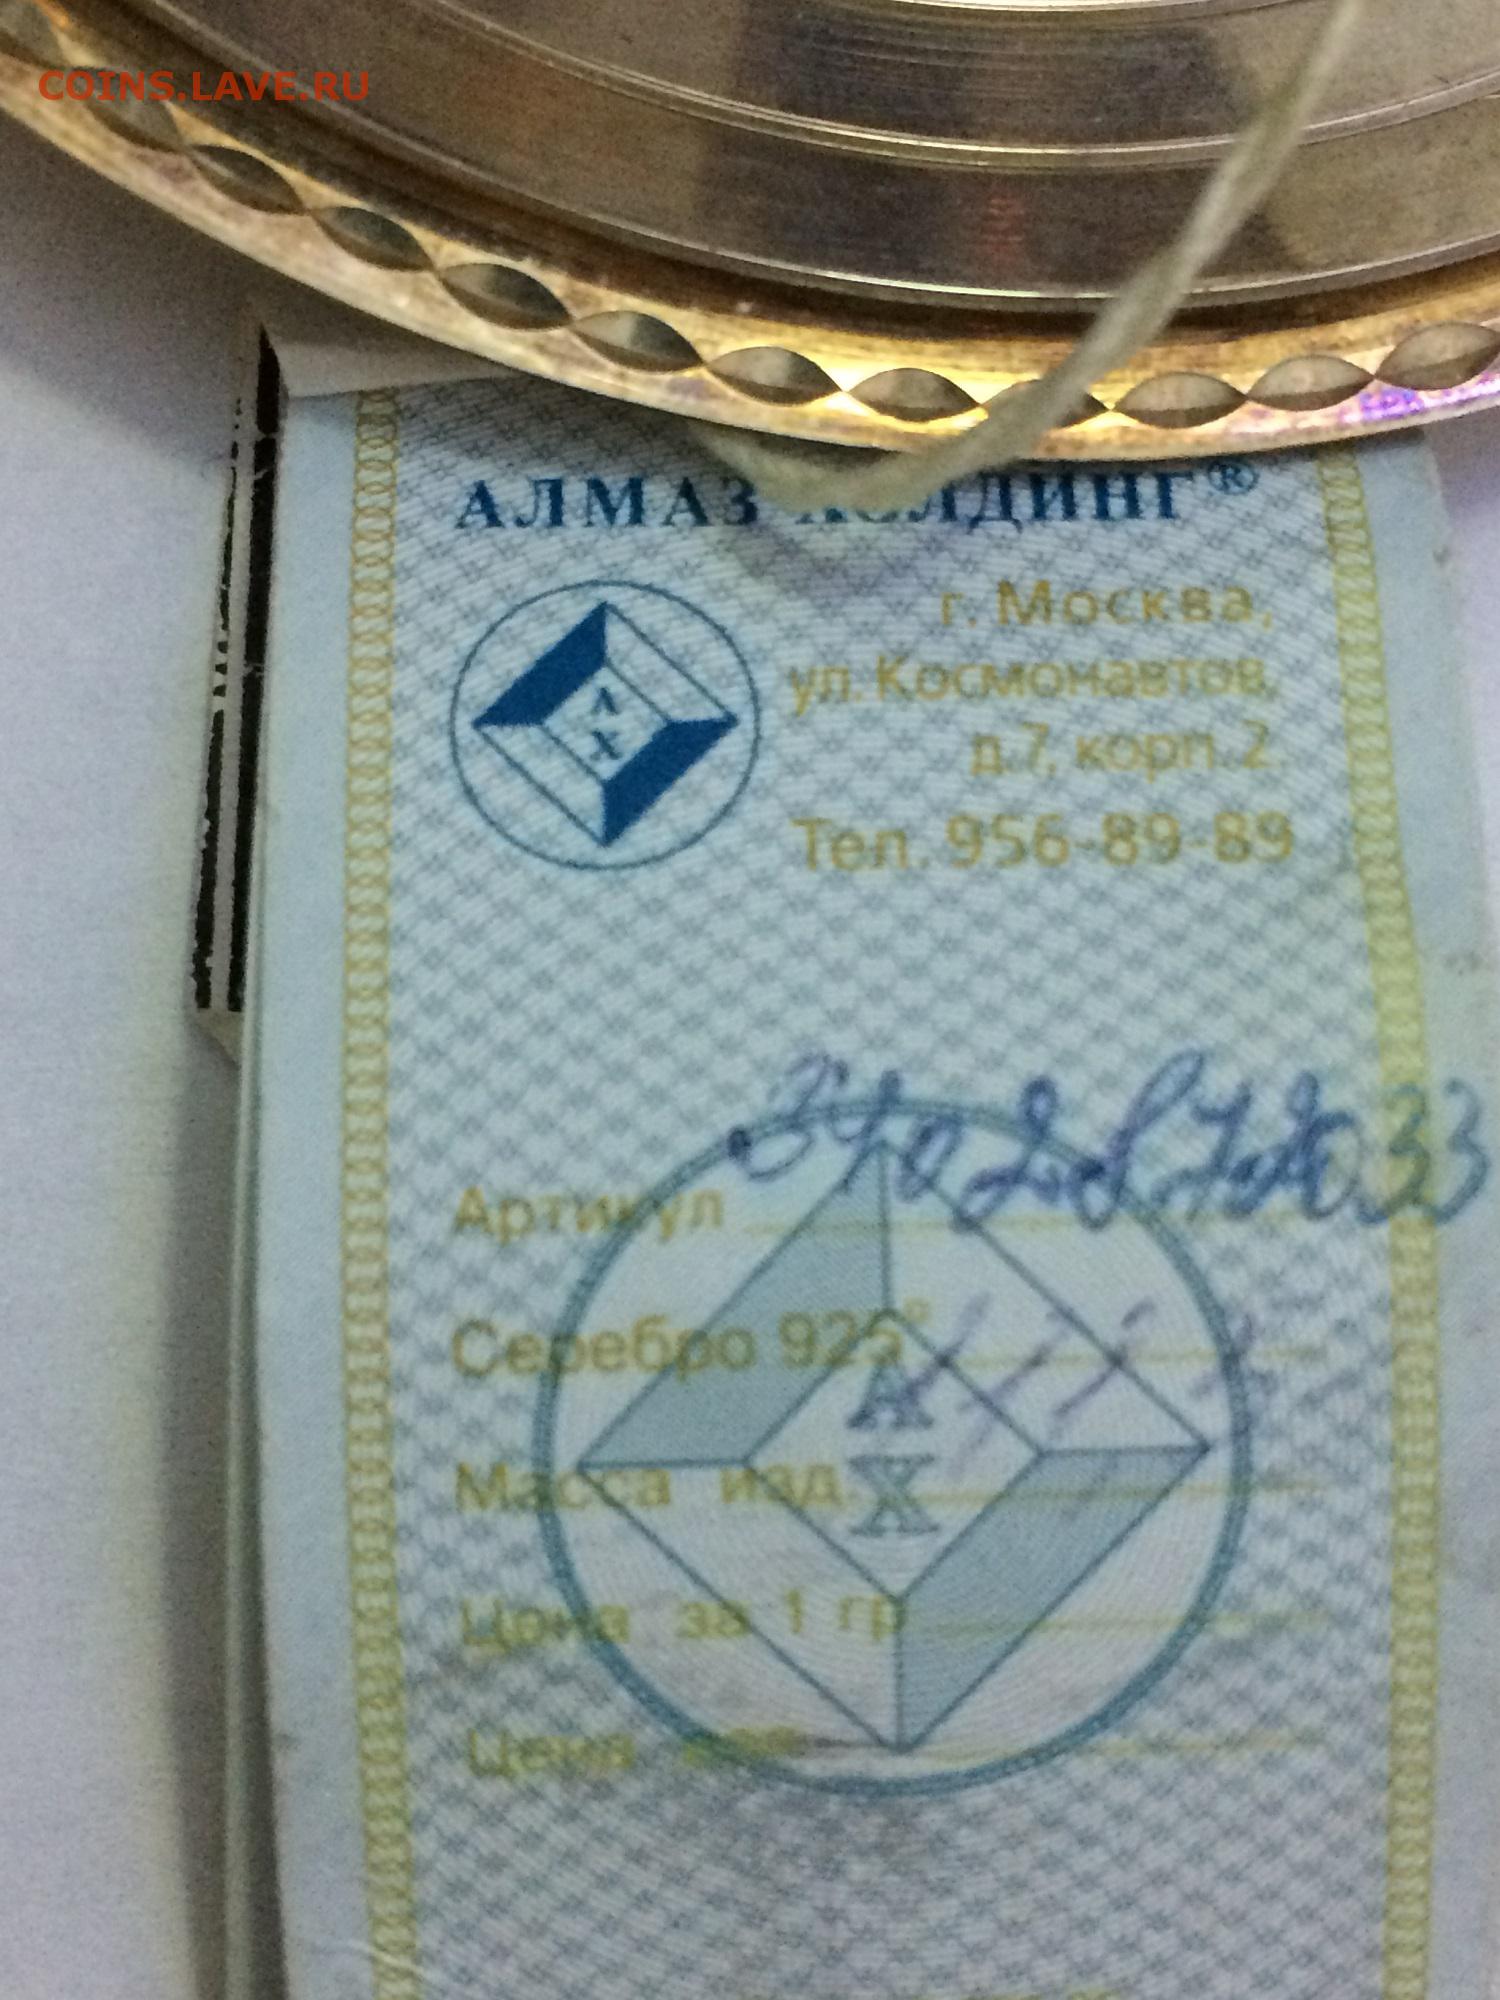 COINS.LAVE.RU
АЛМАЗ ХОЛДИНГ®
г. Москва,
ул. Космонавтов,
д.7, корп. 2
Тел. 956-89-89
А
Х
Артикул
Серебро 925°
А
Масса изд.
Х
Цена за 1 гр
Цена